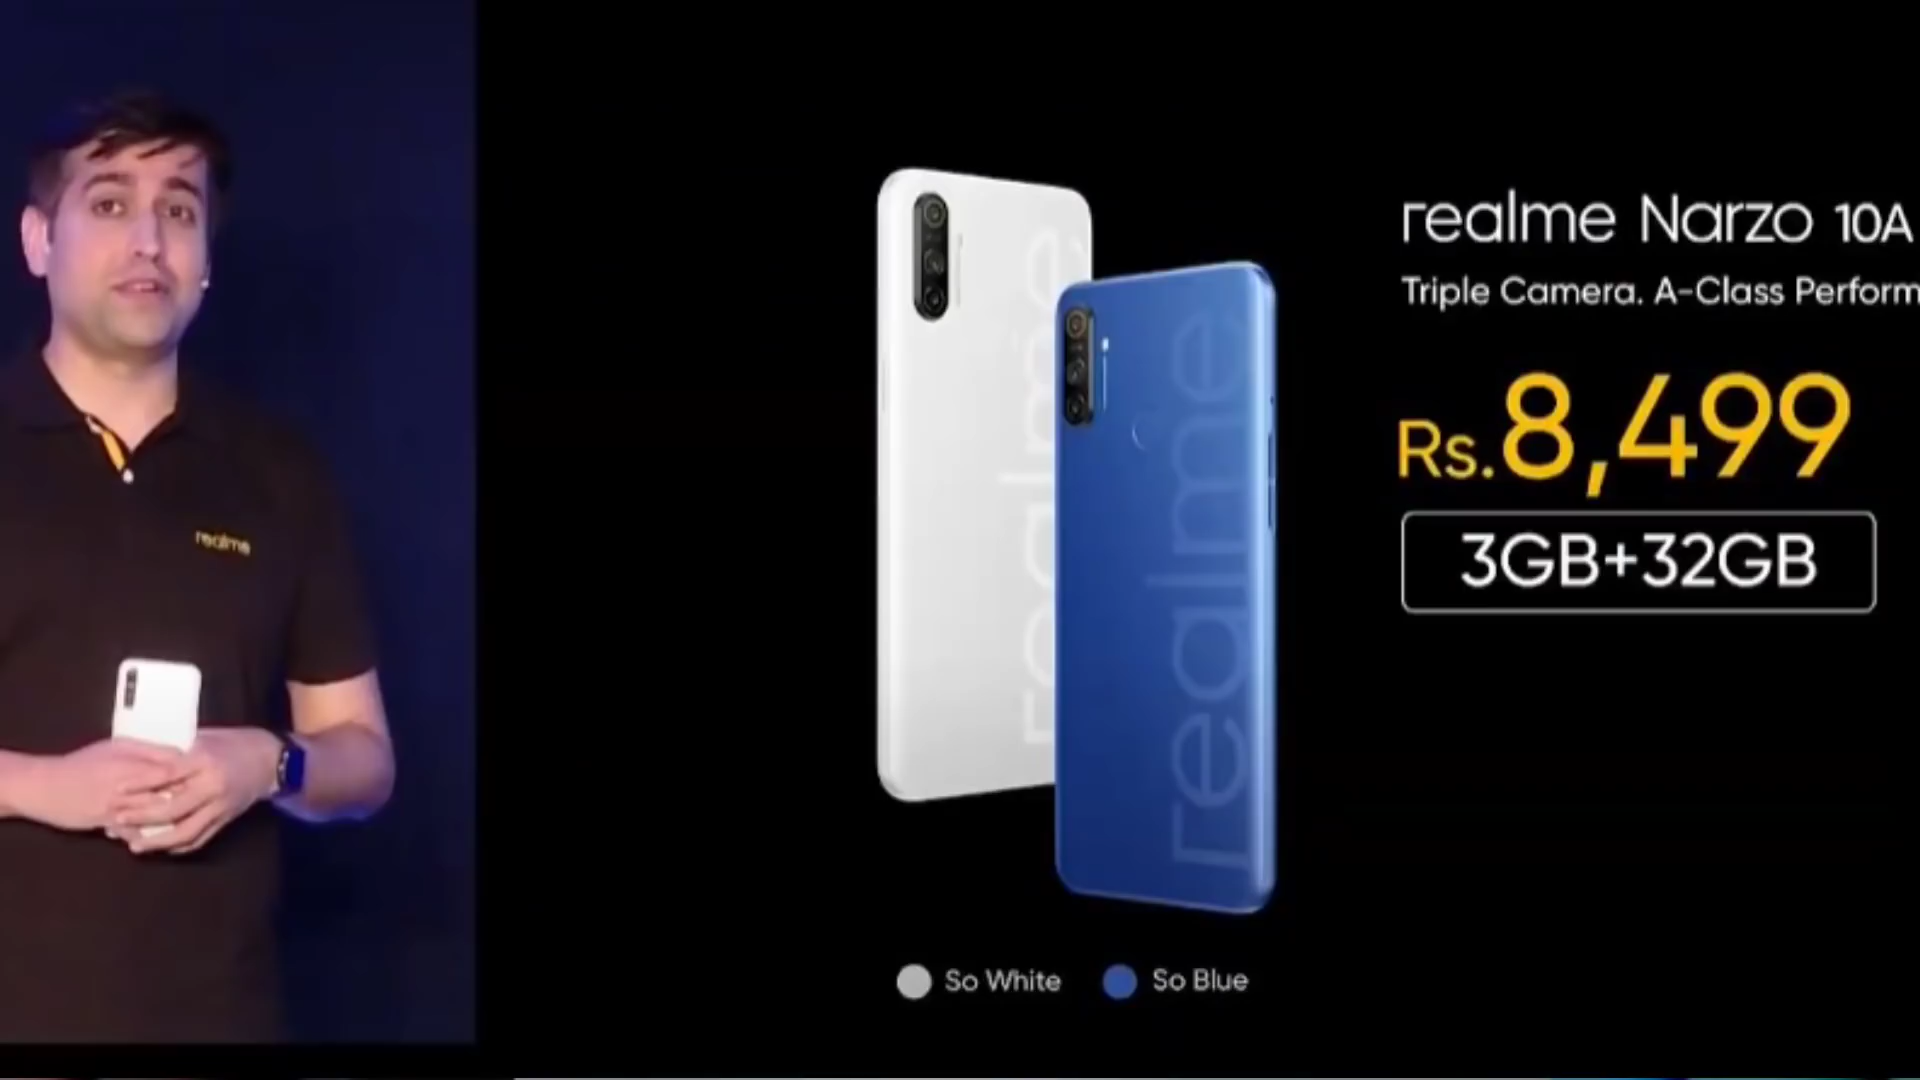 realme Narzo 10A
Triple Camera. A-Class Perform
Rs.8,499
3GB+32GB
realme
realme
realme
So White
So Blue